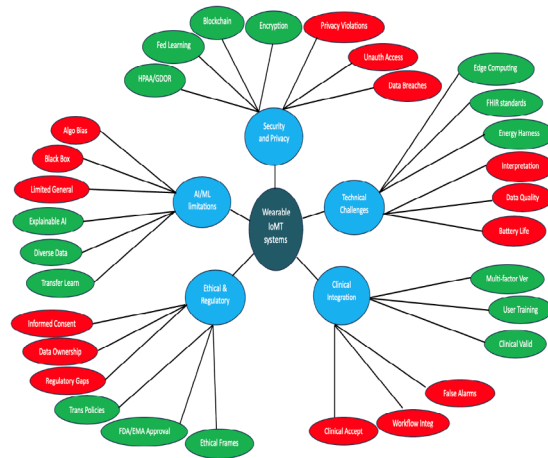 Blockchain
Encryption
Privacy Violations
Fed Learning
Unauth Access
HPAA/GDOR
Data Breaches
Edge Computing
FHIR standards
Energy Harness
Interpretation
Data Quality
Battery Life
Security
and Privacy
Algo Bias
Black Box
Limited General
Explainable AI
Diverse Data
Transfer Learn
AI/ML
limitations
Wearable
IoMT
systems
Technical
Challenges
Ethical &
Regulatory
Clinical
Integration
Multi-factor Ver
User Training
Clinical Valid
Informed Consent
Data Ownership
Regulatory Gaps
Trans Policies
FDA/EMA Approval
Ethical Frames
False Alarms
Workflow Integ
Clinical Accept